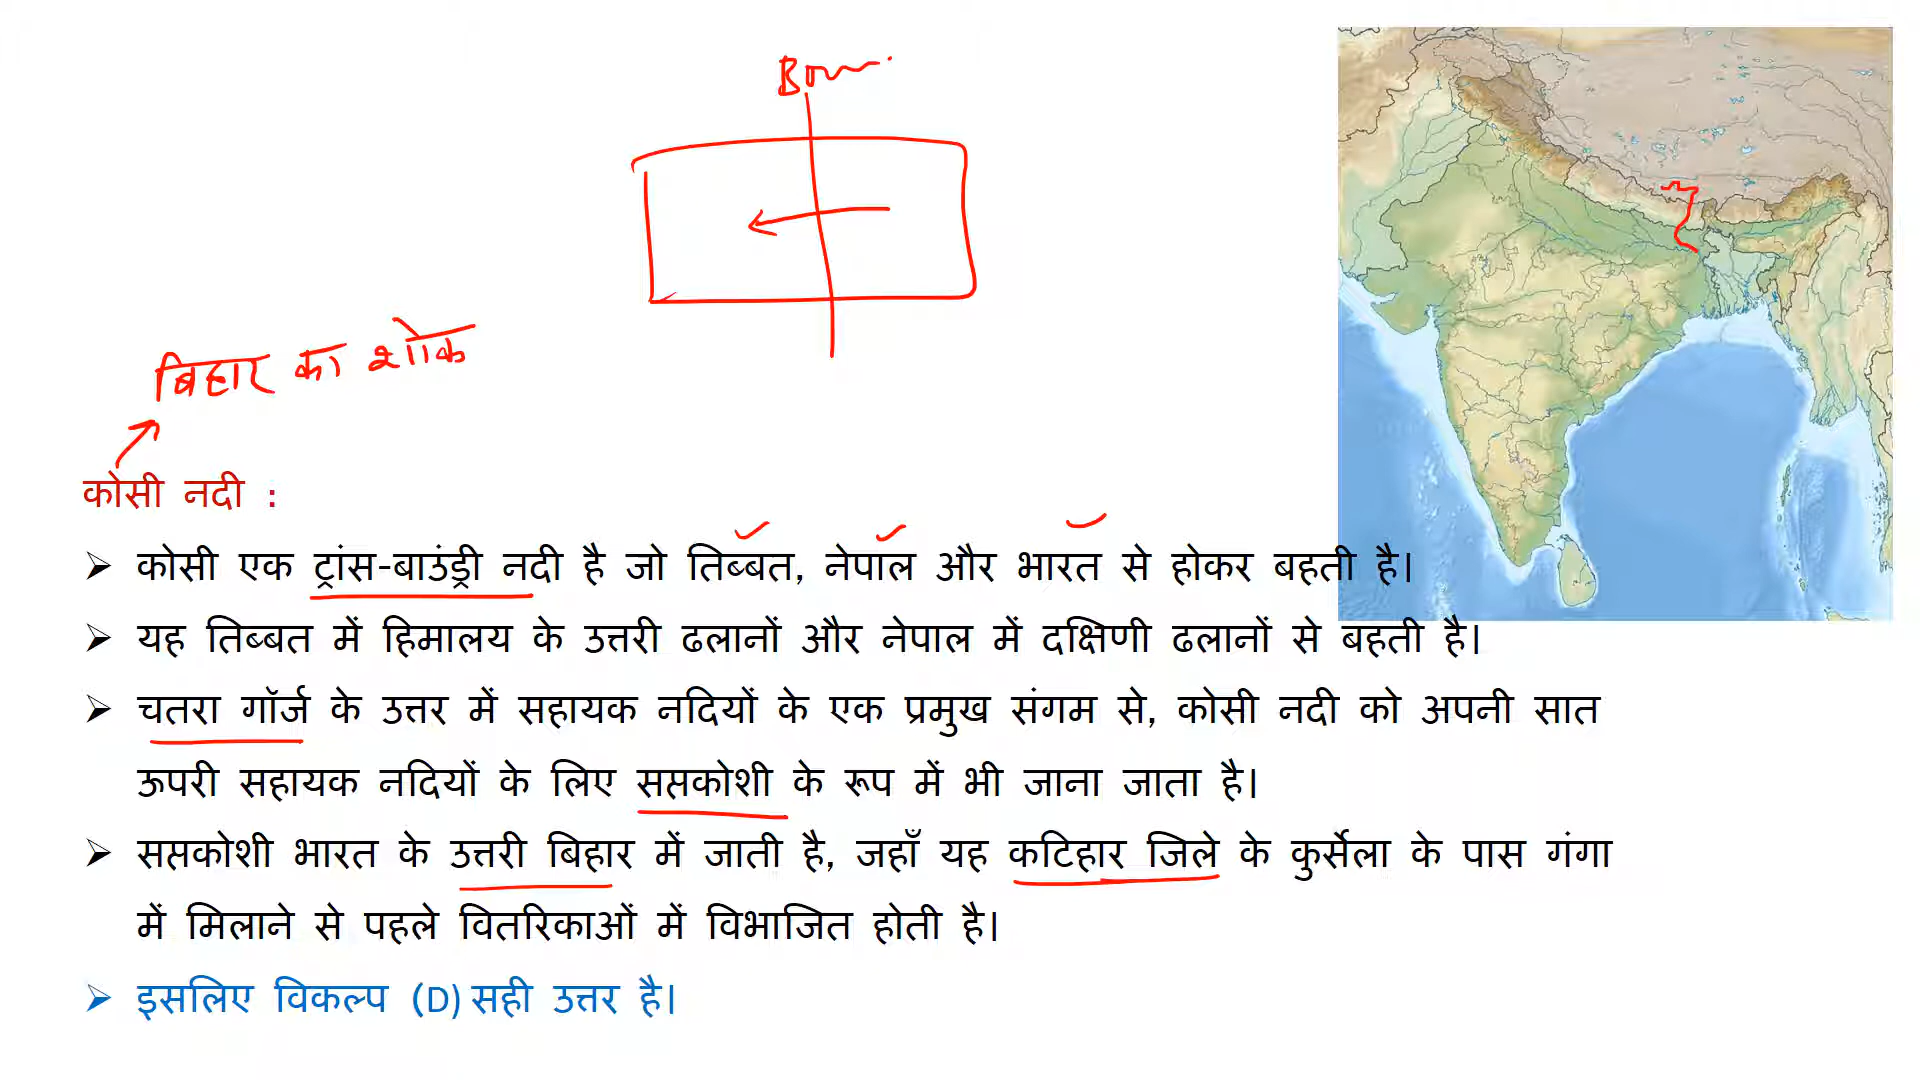 बिहार का शोक
कोसी नदी :
➢ कोसी एक ट्रांस-बाउंड्री नदी है जो तिब्बत, नेपाल और भारत से होकर बहती है।
➢ यह तिब्बत में हिमालय के उत्तरी ढलानों और नेपाल में दक्षिणी ढलानों से बहती है।
➢ चतरा गॉर्ज के उत्तर में सहायक नदियों के एक प्रमुख संगम से, कोसी नदी को अपनी सात
ऊपरी सहायक नदियों के लिए सप्तकोशी के रूप में भी जाना जाता है।
➢ सप्तकोशी भारत के उत्तरी बिहार में जाती है, जहाँ यह कटिहार जिले के कुर्सेला के पास गंगा
में मिलाने से पहले वितरिकाओं में विभाजित होती है।
➢ इसलिए विकल्प (D) सही उत्तर है।